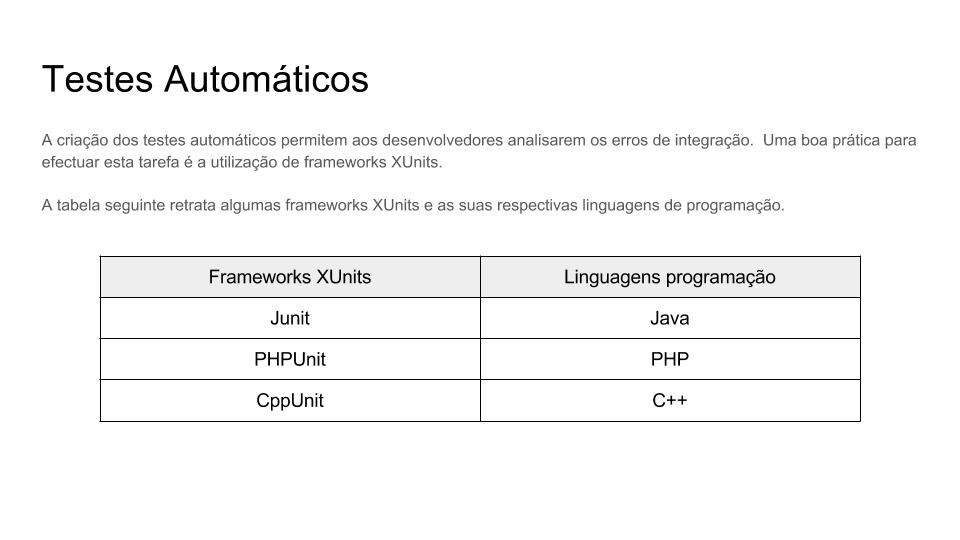 Testes Automáticos
A criação dos testes automáticos permitem aos desenvolvedores analisarem os erros de integração.  Uma boa prática para
efectuar esta tarefa é a utilização de frameworks XUnits.
A tabela seguinte retrata algumas frameworks XUnits e as suas respectivas linguagens de programação.
Frameworks XUnits Linguagens programação
Junit Java
PHPUnit PHP
CppUnit C++